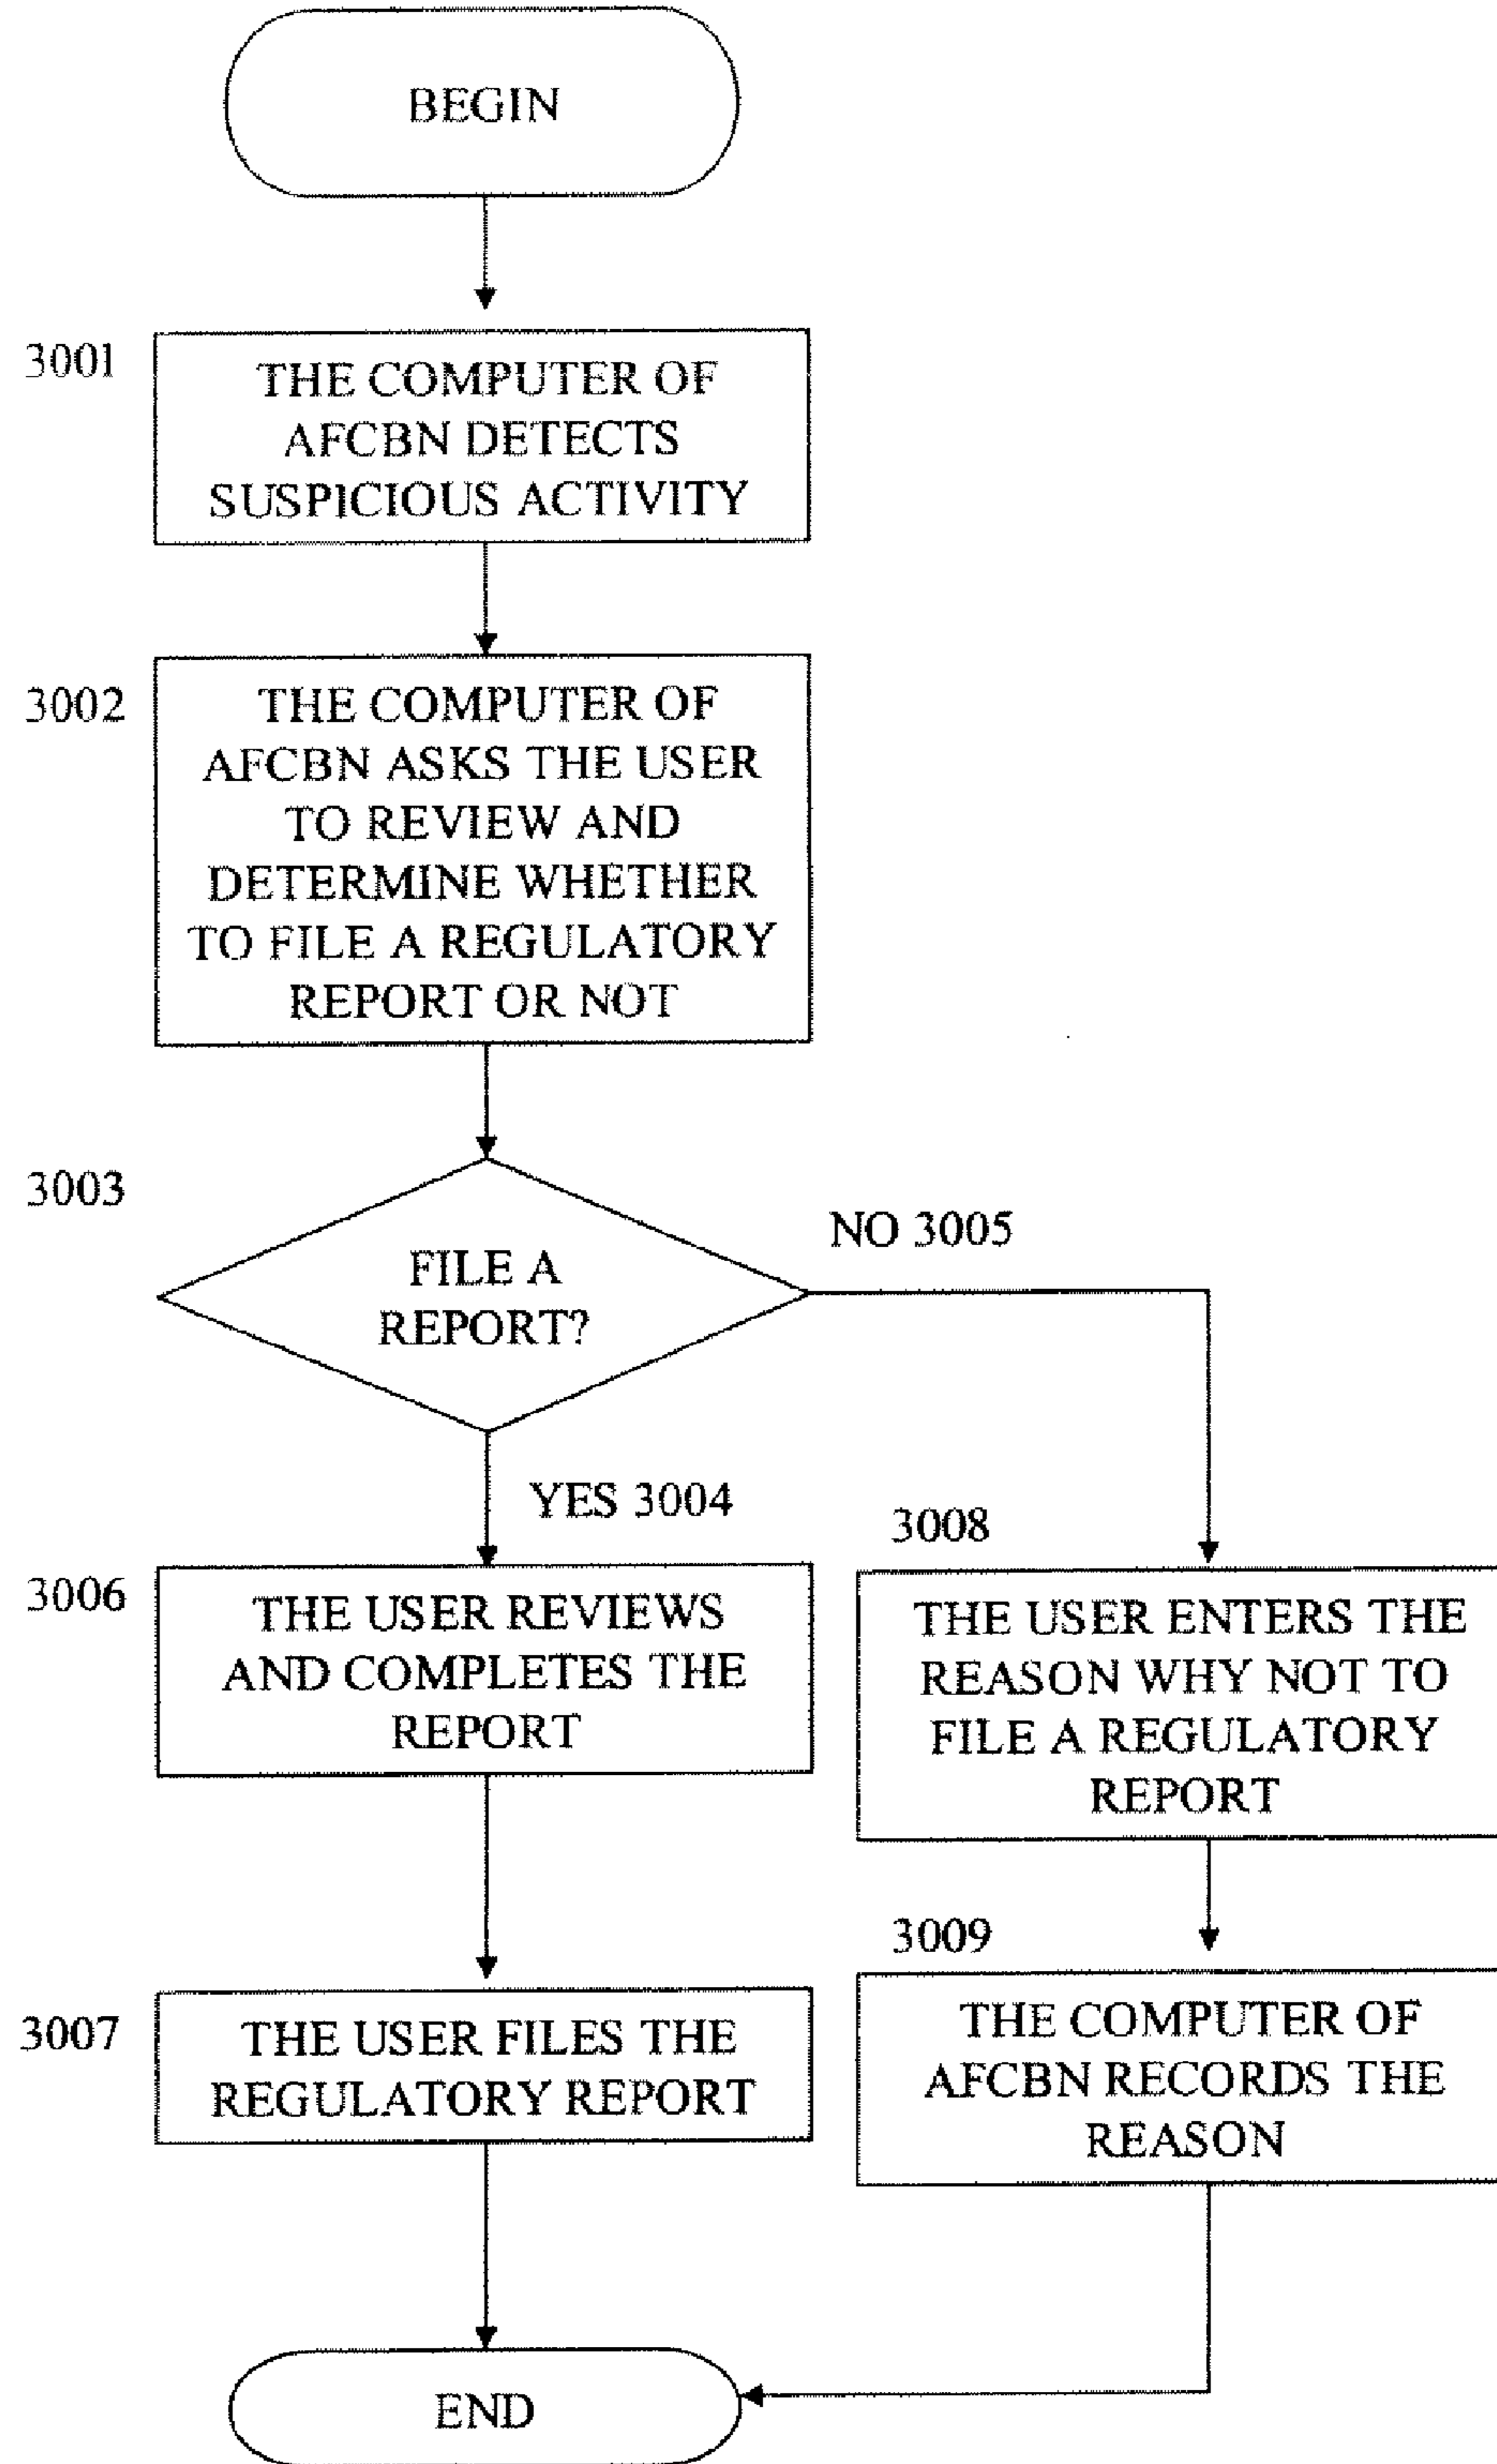 BEGIN
3001
THE COMPUTER OF
AFCBN DETECTS
SUSPICIOUS ACTIVITY
3002
THE COMPUTER OF
AFCBN ASKS THE USER
TO REVIEW AND
DETERMINE WHETHER
TO FILE A REGULATORY
REPORT OR NOT
3003
FILE A
REPORT?
NO 3005
YES 3004
3006
THE USER REVIEWS
AND COMPLETES THE
REPORT
3008
THE USER ENTERS THE
REASON WHY NOT TO
FILE A REGULATORY
REPORT
3007
THE USER FILES THE
REGULATORY REPORT
3009
THE COMPUTER OF
AFCBN RECORDS THE
REASON
END